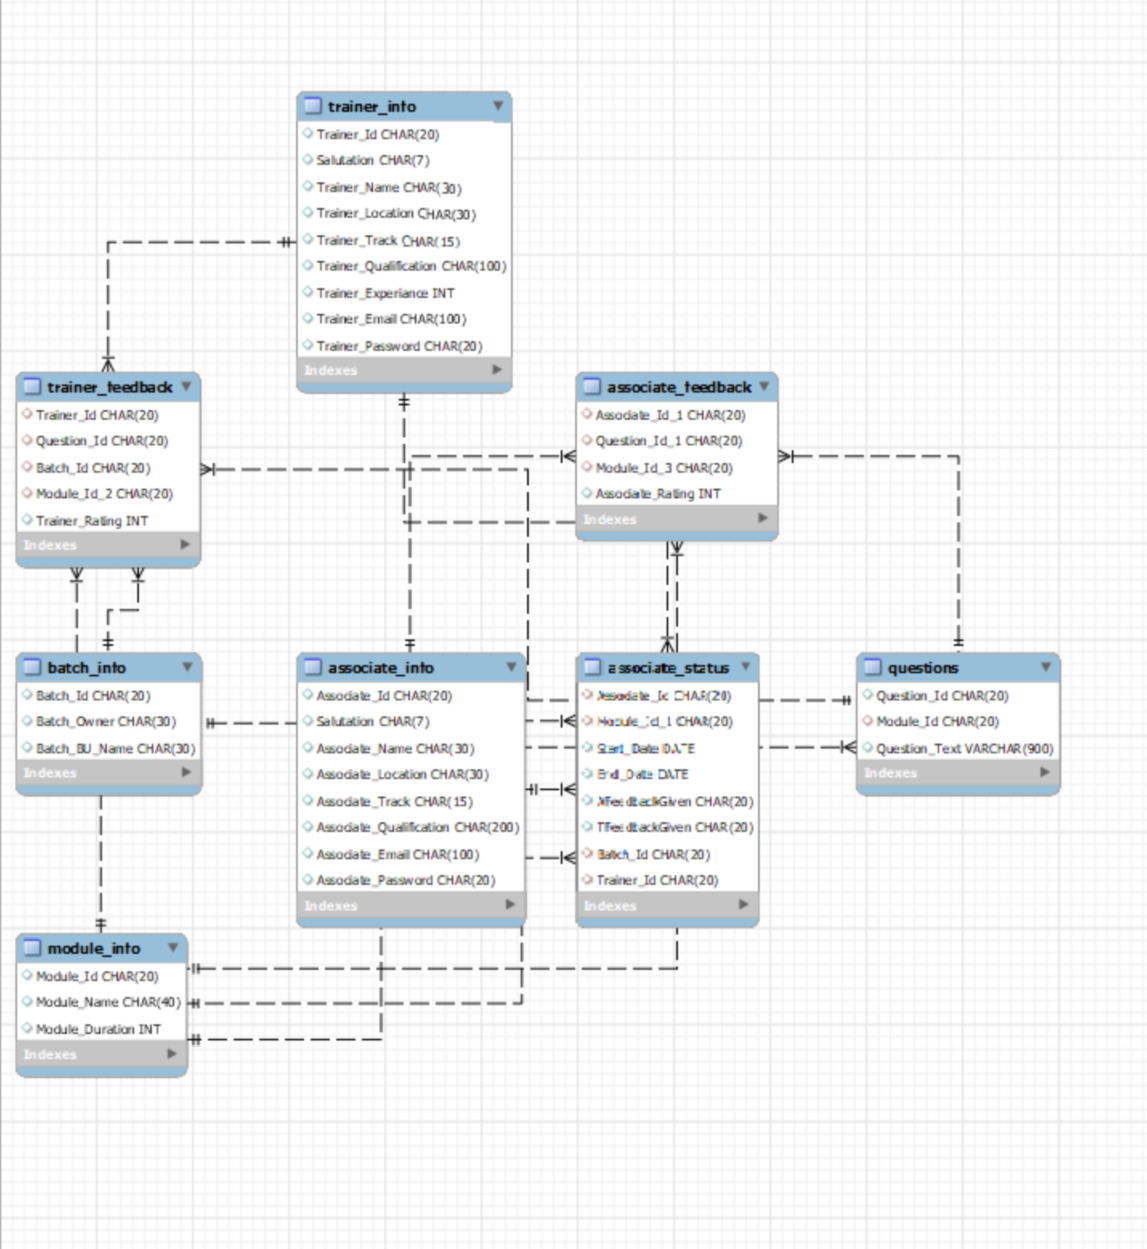 trainer_info
Trainer_Id CHAR(20)
Salutation CHAR(7)
Trainer_Name CHAR(30)
Trainer_Location CHAR(30)
Trainer_Track CHAR(15)
Trainer_Qualification CHAR(100)
Trainer_Experiance INT
Trainer_Email CHAR(100)
Trainer_Password CHAR(20)
Indexes
trainer_feedback
Trainer_Id CHAR(20)
Question_Id CHAR(20)
Batch_Id CHAR(20)
Module_Id_2 CHAR(20)
Trainer_Rating INT
Indexes
associate_feedback
Associate_Id_1 CHAR(20)
Question_Id_1 CHAR(20)
Module_Id_3 CHAR(20)
Associate_Rating INT
Indexes
batch_info
Batch_Id CHAR(20)
Batch_Owner CHAR(30)
Batch_BU_Name CHAR(30)
Indexes
associate_info
Associate_Id CHAR(20)
Salutation CHAR(7)
Associate_Name CHAR(30)
Associate_Location CHAR(30)
Associate_Track CHAR(15)
Associate_Qualification CHAR(200)
Associate_Email CHAR(100)
Associate_Password CHAR(20)
Indexes
associate_status
Associate_Id CHAR(20)
Module_Id_1 CHAR(20)
Start_Date DATE
End_Date DATE
AFeedbackGiven CHAR(20)
TFeedbackGiven CHAR(20)
Batch_Id CHAR(20)
Trainer_Id CHAR(20)
Indexes
questions
Question_Id CHAR(20)
Module_Id CHAR(20)
Question_Text VARCHAR(900)
Indexes
module_info
Module_Id CHAR(20)
Module_Name CHAR(40)
Module_Duration INT
Indexes